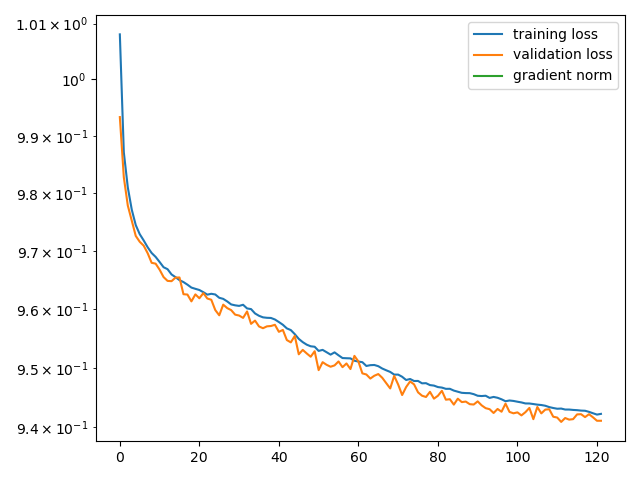 1.01 × 10⁰
10⁰
9.9 × 10⁻¹
9.8 × 10⁻¹
9.7 × 10⁻¹
9.6 × 10⁻¹
9.5 × 10⁻¹
9.4 × 10⁻¹
training loss
validation loss
gradient norm
0 20 40 60 80 100 120